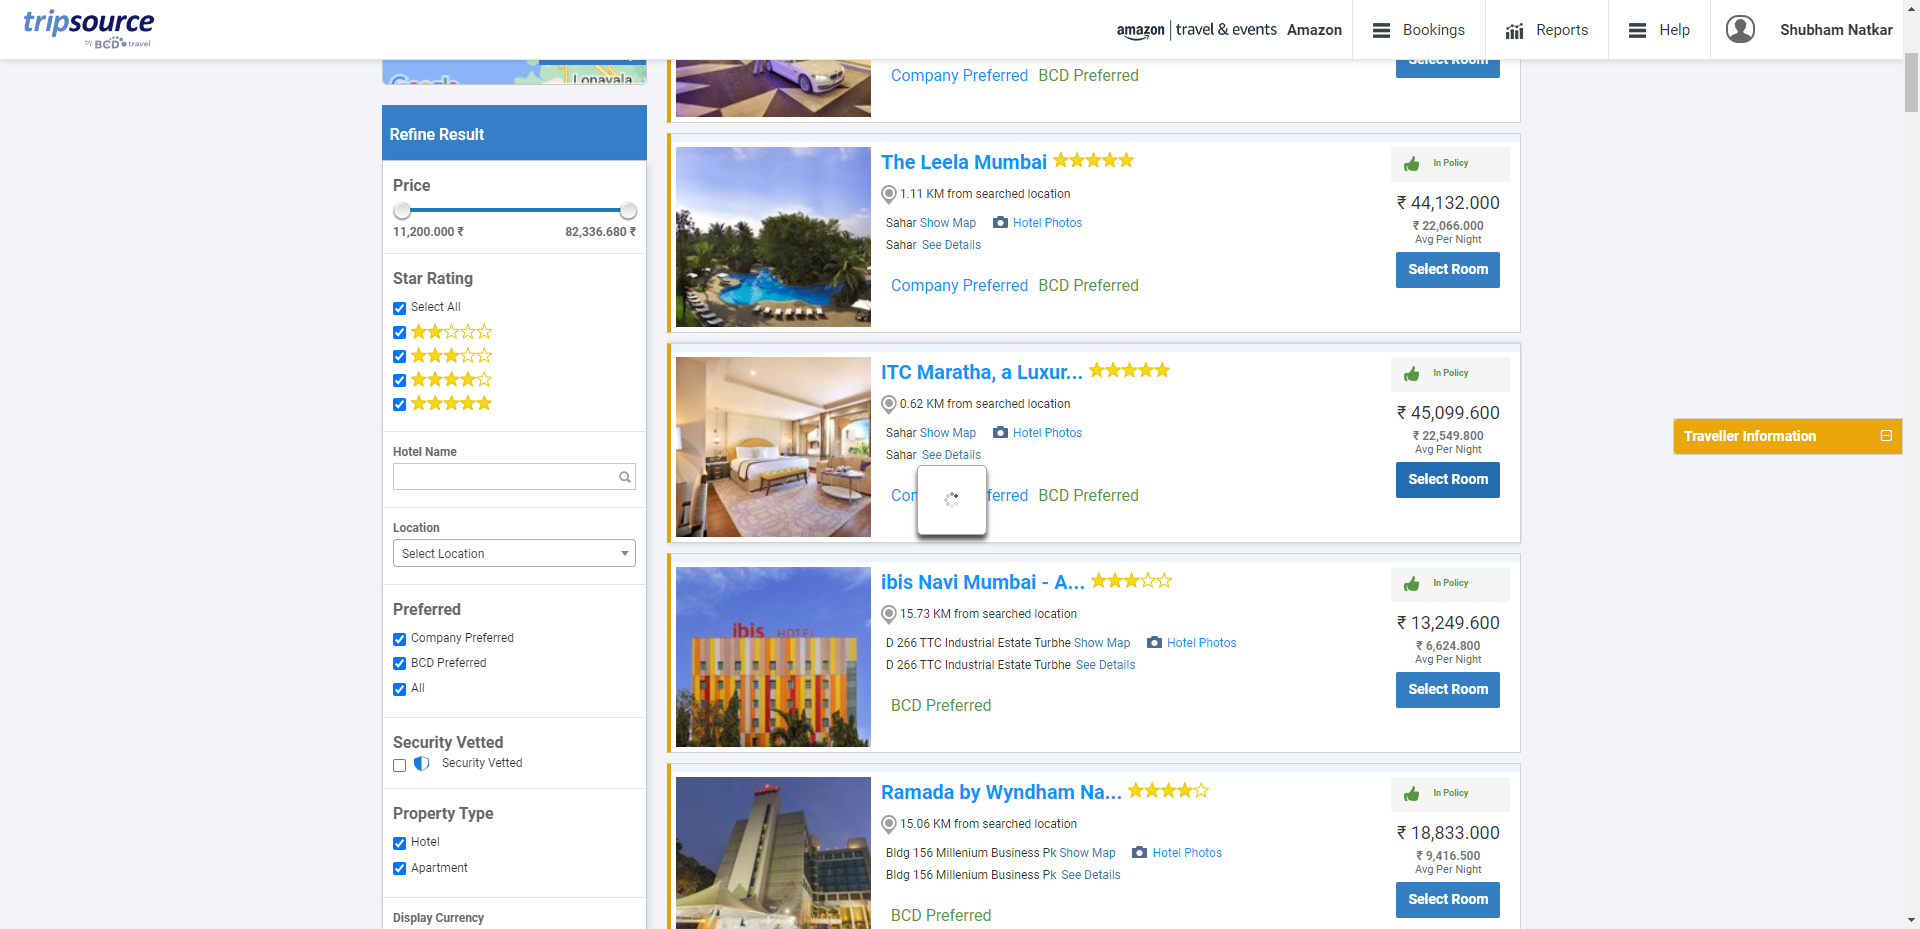 tripsource
by BCD travel
amazon | travel & events Amazon
Bookings
Reports
Help
Shubham Natkar
Google
Lonavala
Refine Result
Price
11,200.000 ₹
82,336.680 ₹
Star Rating
Select All
Hotel Name
Location
Select Location
Preferred
Company Preferred
BCD Preferred
All
Security Vetted
Security Vetted
Property Type
Hotel
Apartment
Display Currency
Company Preferred BCD Preferred
Select Room
The Leela Mumbai
1.11 KM from searched location
Sahar Show Map Hotel Photos
Sahar See Details
Company Preferred BCD Preferred
In Policy
₹ 44,132.000
₹ 22,066.000
Avg Per Night
Select Room
ITC Maratha, a Luxur...
0.62 KM from searched location
Sahar Show Map Hotel Photos
Sahar See Details
BCD Preferred
In Policy
₹ 45,099.600
₹ 22,549.800
Avg Per Night
Select Room
ibis Navi Mumbai - A...
15.73 KM from searched location
D 266 TTC Industrial Estate Turbhe Show Map Hotel Photos
D 266 TTC Industrial Estate Turbhe See Details
BCD Preferred
ibis HOTEL
In Policy
₹ 13,249.600
₹ 6,624.800
Avg Per Night
Select Room
Ramada by Wyndham Na...
15.06 KM from searched location
Bldg 156 Millenium Business Pk Show Map Hotel Photos
Bldg 156 Millenium Business Pk See Details
BCD Preferred
In Policy
₹ 18,833.000
₹ 9,416.500
Avg Per Night
Select Room
Traveller Information